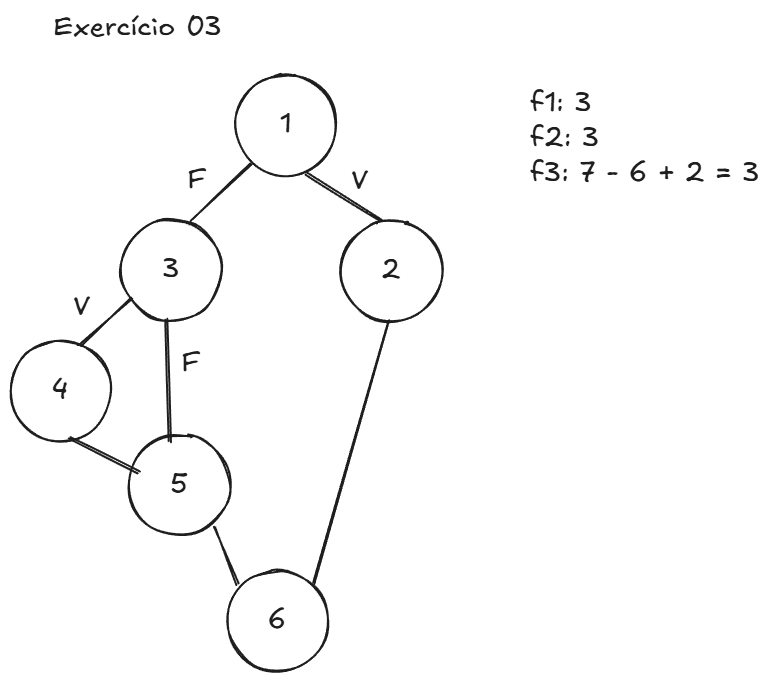 Exercício 03
f1: 3
f2: 3
f3: 7 - 6 + 2 = 3
1
F
V
3
2
V
F
4
5
6